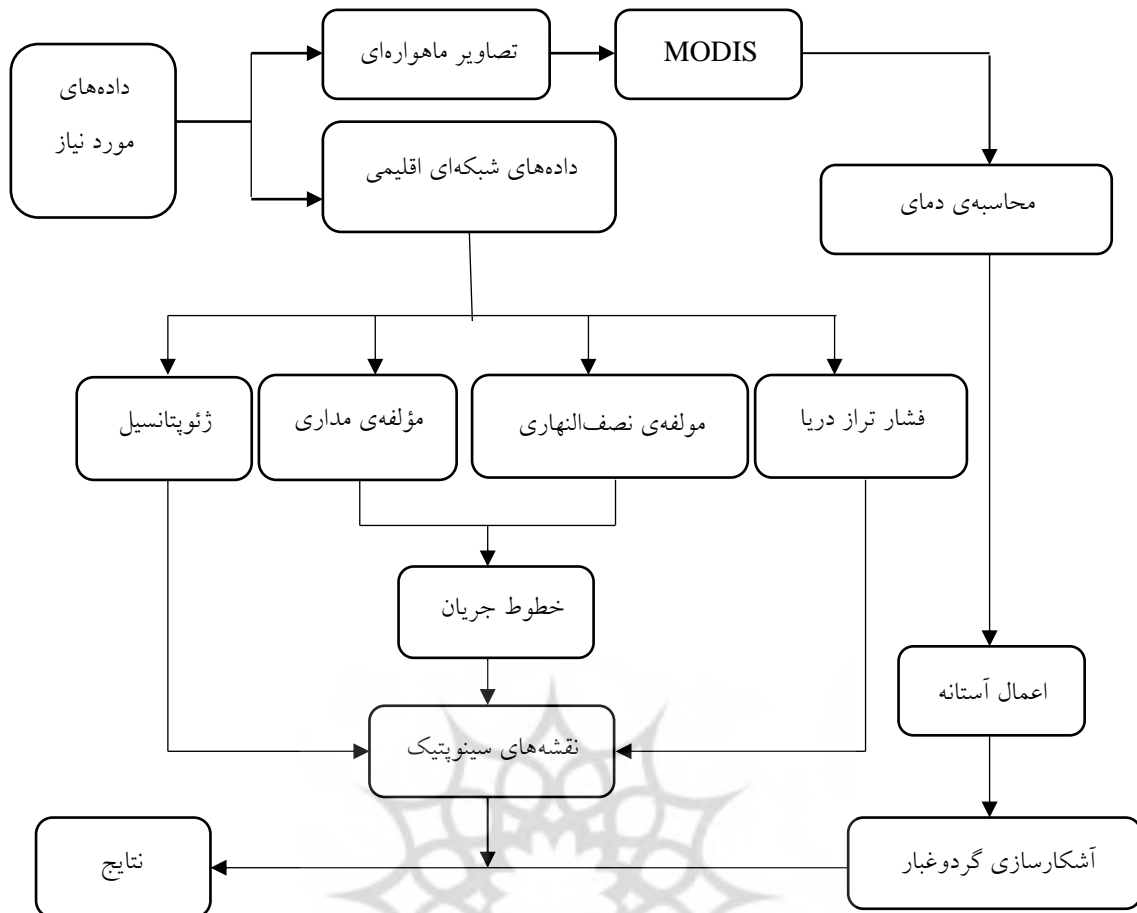 داده‌های
مورد نیاز
تصاویر ماهواره‌ای
MODIS
داده‌های شبکه‌ای اقلیمی
محاسبه‌ی دمای
ژئوپتانسیل
مؤلفه‌ی مداری
مولفه‌ی نصف‌النهاری
فشار تراز دریا
خطوط جریان
اعمال آستانه
نقشه‌های سینوپتیک
آشکارسازی گردوغبار
نتایج